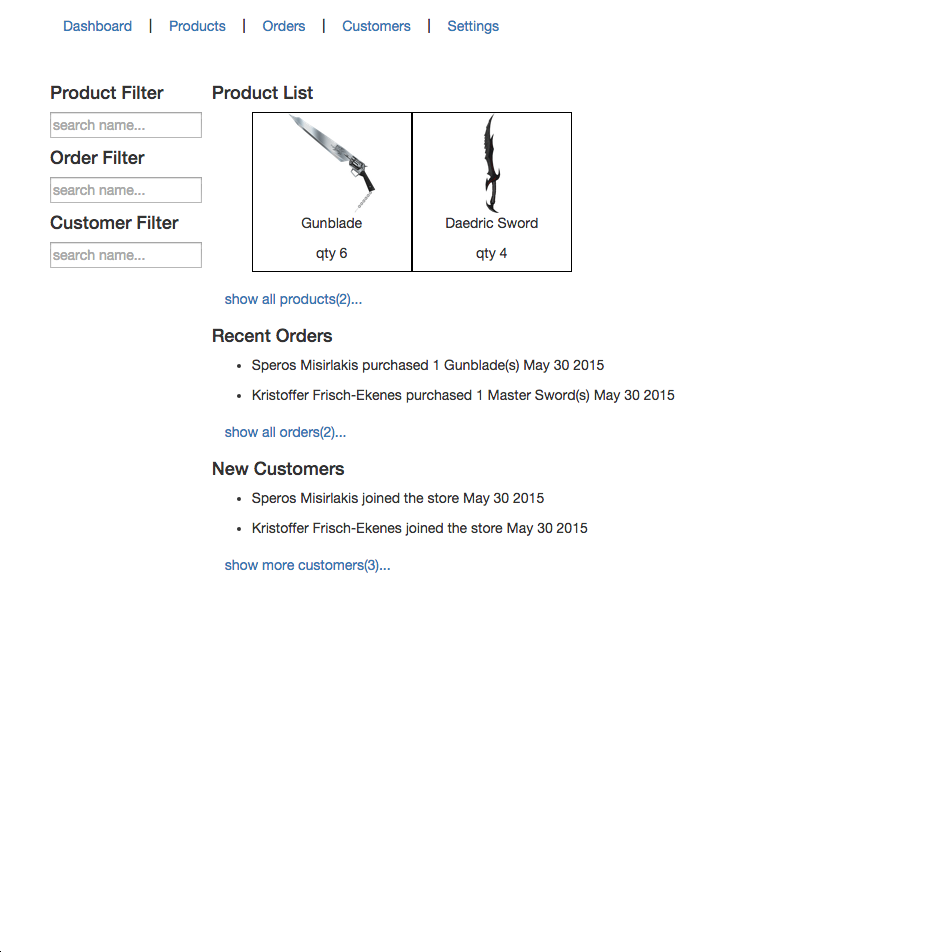 Dashboard | Products | Orders | Customers | Settings
Product Filter
search name...
Order Filter
search name...
Customer Filter
search name...
Product List
Gunblade
qty 6
Daedric Sword
qty 4
show all products(2)...
Recent Orders
• Speros Misirlakis purchased 1 Gunblade(s) May 30 2015
• Kristoffer Frisch-Ekenes purchased 1 Master Sword(s) May 30 2015
show all orders(2)...
New Customers
• Speros Misirlakis joined the store May 30 2015
• Kristoffer Frisch-Ekenes joined the store May 30 2015
show more customers(3)...